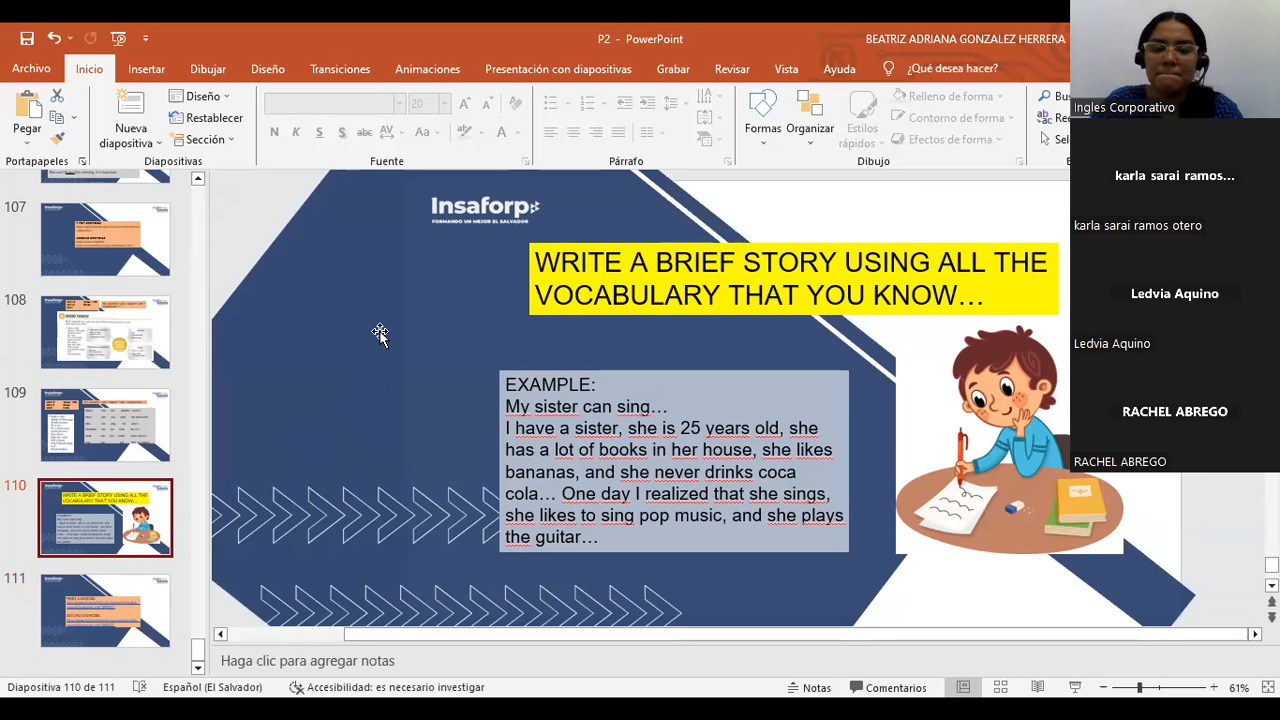 P2 - PowerPoint
BEATRIZ ADRIANA GONZALEZ HERRERA
Archivo
Inicio
Insertar
Dibujar
Diseño
Transiciones
Animaciones
Presentación con diapositivas
Grabar
Revisar
Vista
Ayuda
¿Qué desea hacer?
Pegar
Nueva
diapositiva
Diseño
Restablecer
Sección
20
N K S S abc AV Aa
Formas
Organizar
Estilos
rápidos
Relleno de forma
Contorno de forma
Efectos de forma
Bus
Ree
Sel
Portapapeles
Diapositivas
Fuente
Párrafo
Dibujo
Ingles Corporativo
karla sarai ramos...
karla sarai ramos otero
Ledvia Aquino
Ledvia Aquino
RACHEL ABREGO
RACHEL ABREGO
107
108
109
110
111
Insaforp
FORMANDO UN MEJOR EL SALVADOR
WRITE A BRIEF STORY USING ALL THE
VOCABULARY THAT YOU KNOW…
EXAMPLE:
My sister can sing…
I have a sister, she is 25 years old, she
has a lot of books in her house, she likes
bananas, and she never drinks coca
cola… One day I realized that she sings,
she likes to sing pop music, and she plays
the guitar…
Haga clic para agregar notas
Diapositiva 110 de 111
Español (El Salvador)
Accesibilidad: es necesario investigar
Notas
Comentarios
61%